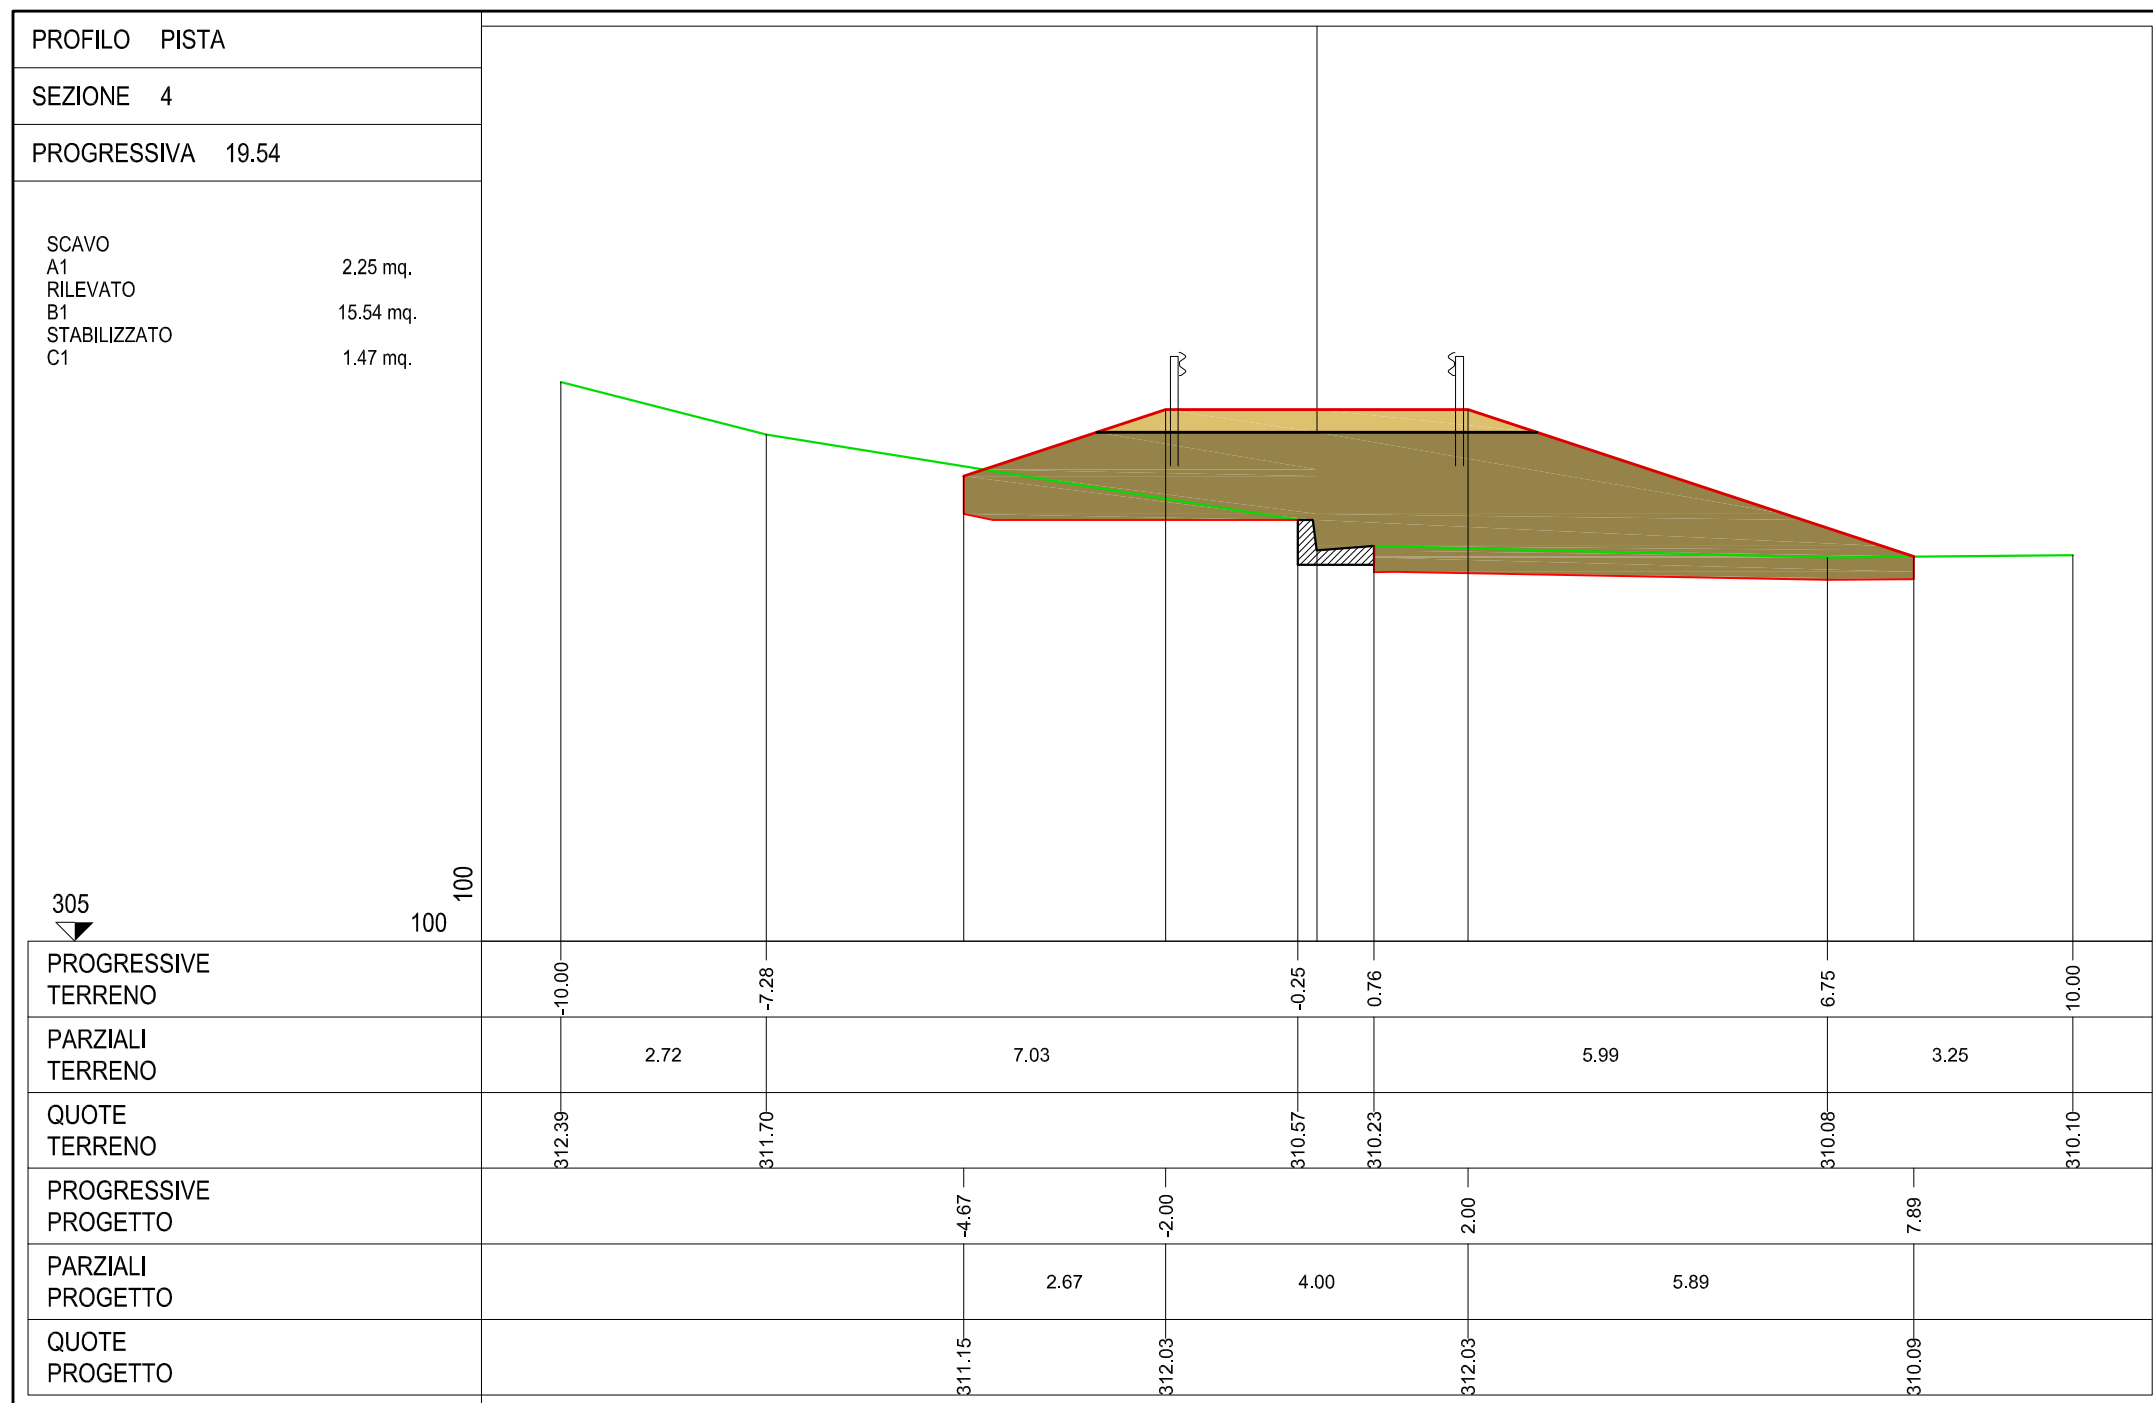 PROFILO PISTA
SEZIONE 4
PROGRESSIVA 19.54
SCAVO
A1 2.25 mq.
RILEVATO
B1 15.54 mq.
STABILIZZATO
C1 1.47 mq.
305
100
100
PROGRESSIVE
TERRENO
-10.00 -7.28 -0.25 0.76 6.75 10.00
PARZIALI
TERRENO
2.72 7.03 5.99 3.25
QUOTE
TERRENO
312.39 311.70 310.57 310.23 310.08 310.10
PROGRESSIVE
PROGETTO
-4.67 -2.00 2.00 7.89
PARZIALI
PROGETTO
2.67 4.00 5.89
QUOTE
PROGETTO
311.15 312.03 312.03 310.09